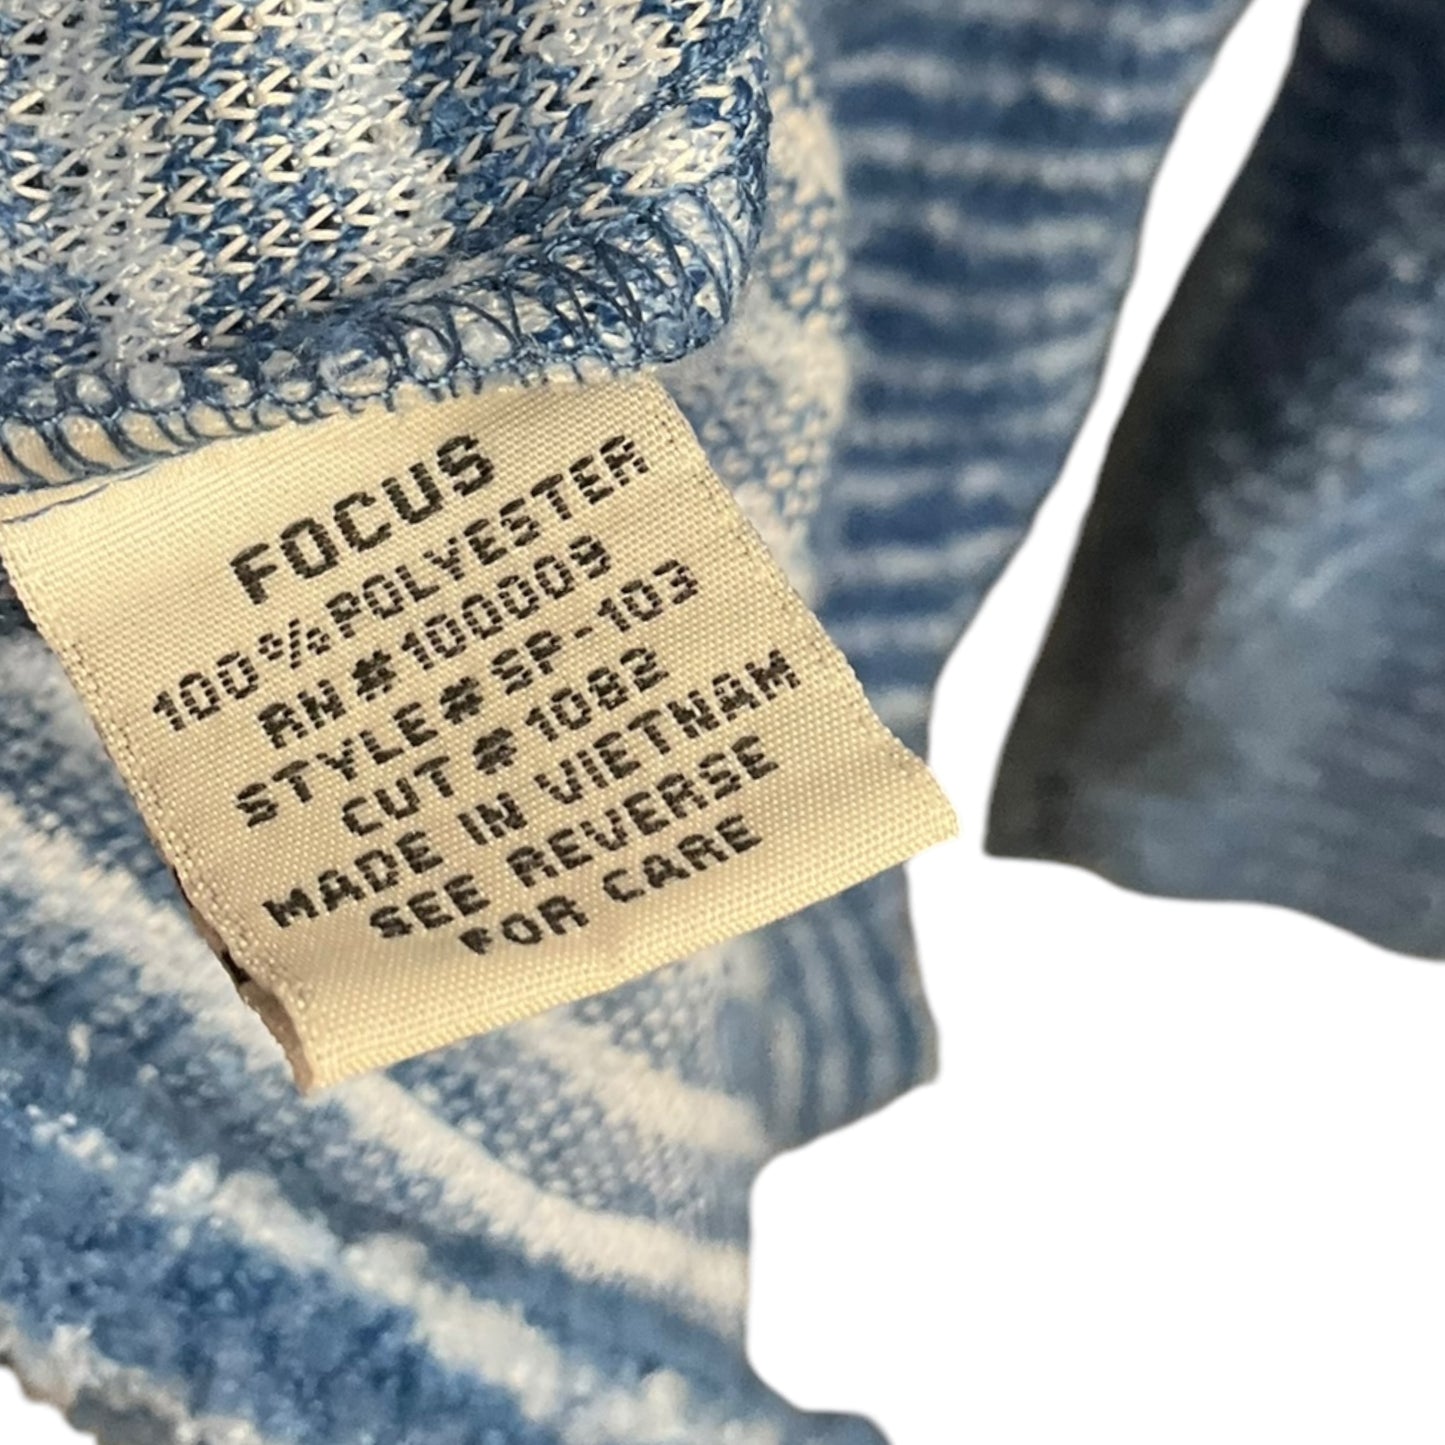 FOCUS
100%POLYESTER
RN#100009
STYLE#SP-103
CUT#1082
MADE IN VIETNAM
SEE REVERSE
FOR CARE